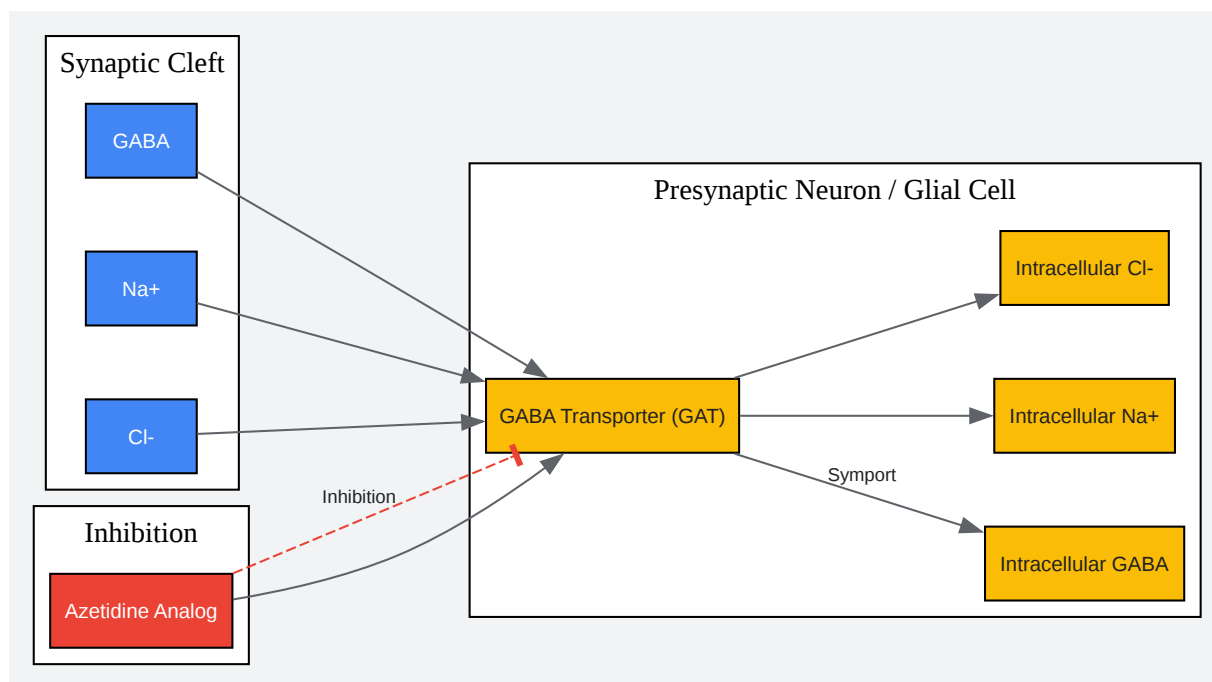 Synaptic Cleft
GABA
Na+
Cl-
Inhibition
Azetidine Analog
Inhibition
Presynaptic Neuron / Glial Cell
GABA Transporter (GAT)
Symport
Intracellular Cl-
Intracellular Na+
Intracellular GABA